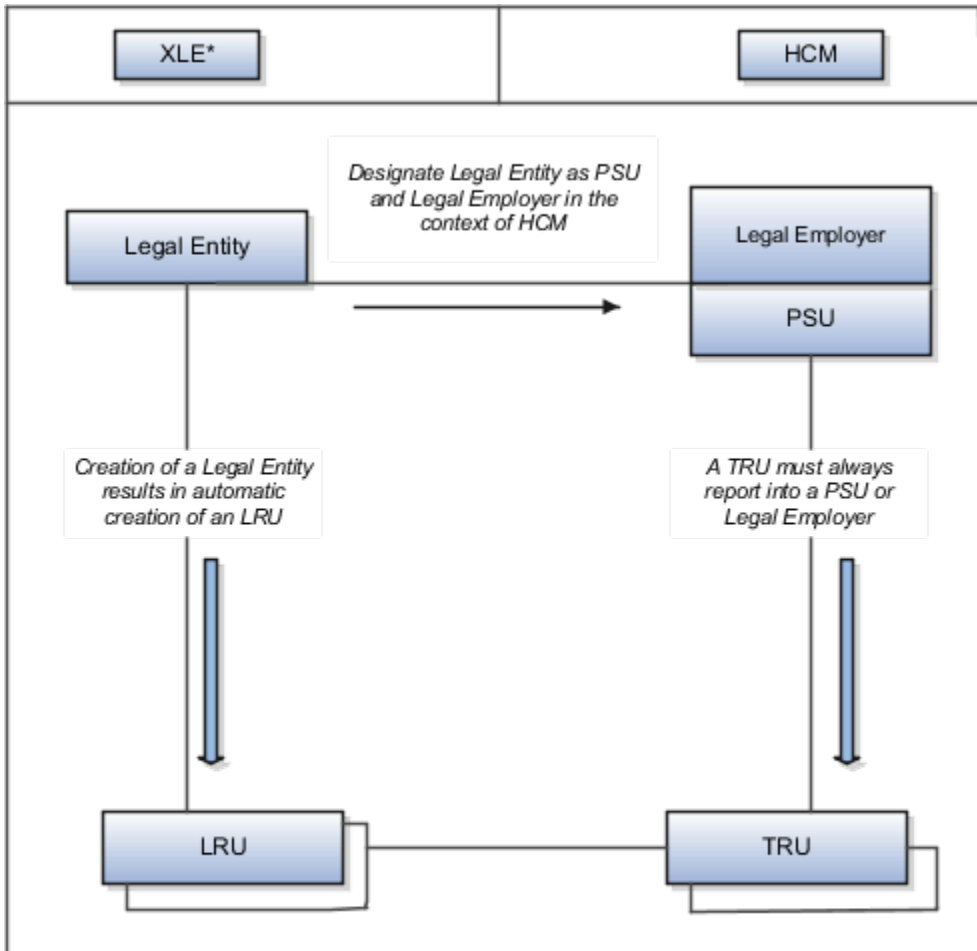 XLE*
HCM
Designate Legal Entity as PSU
and Legal Employer in the
context of HCM
Legal Entity
Legal Employer
PSU
Creation of a Legal Entity
results in automatic
creation of an LRU
A TRU must always
report into a PSU or
Legal Employer
LRU
TRU